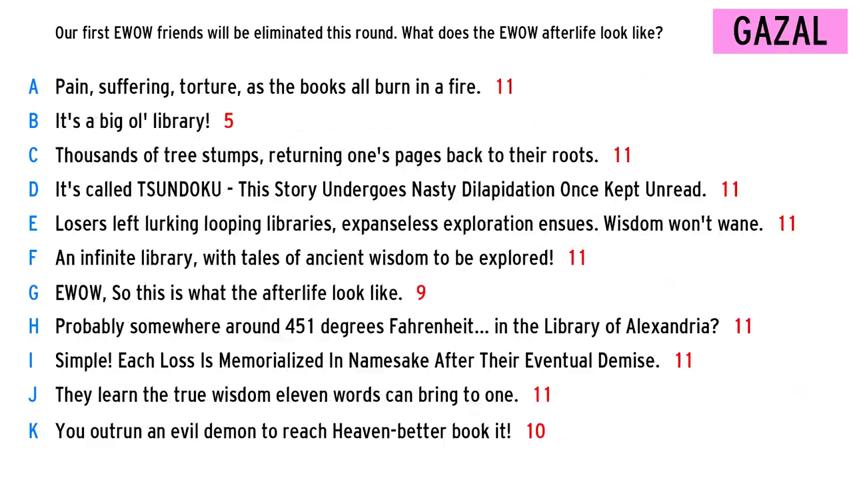 Our first EWOW friends will be eliminated this round. What does the EWOW afterlife look like?
GAZAL
A Pain, suffering, torture, as the books all burn in a fire. 11
B It's a big ol' library! 5
C Thousands of tree stumps, returning one's pages back to their roots. 11
D It's called TSUNDOKU - This Story Undergoes Nasty Dilapidation Once Kept Unread. 11
E Losers left lurking looping libraries, expanseless exploration ensues. Wisdom won't wane. 11
F An infinite library, with tales of ancient wisdom to be explored! 11
G EWOW, So this is what the afterlife look like. 9
H Probably somewhere around 451 degrees Fahrenheit... in the Library of Alexandria? 11
I Simple! Each Loss Is Memorialized In Namesake After Their Eventual Demise. 11
J They learn the true wisdom eleven words can bring to one. 11
K You outrun an evil demon to reach Heaven-better book it! 10